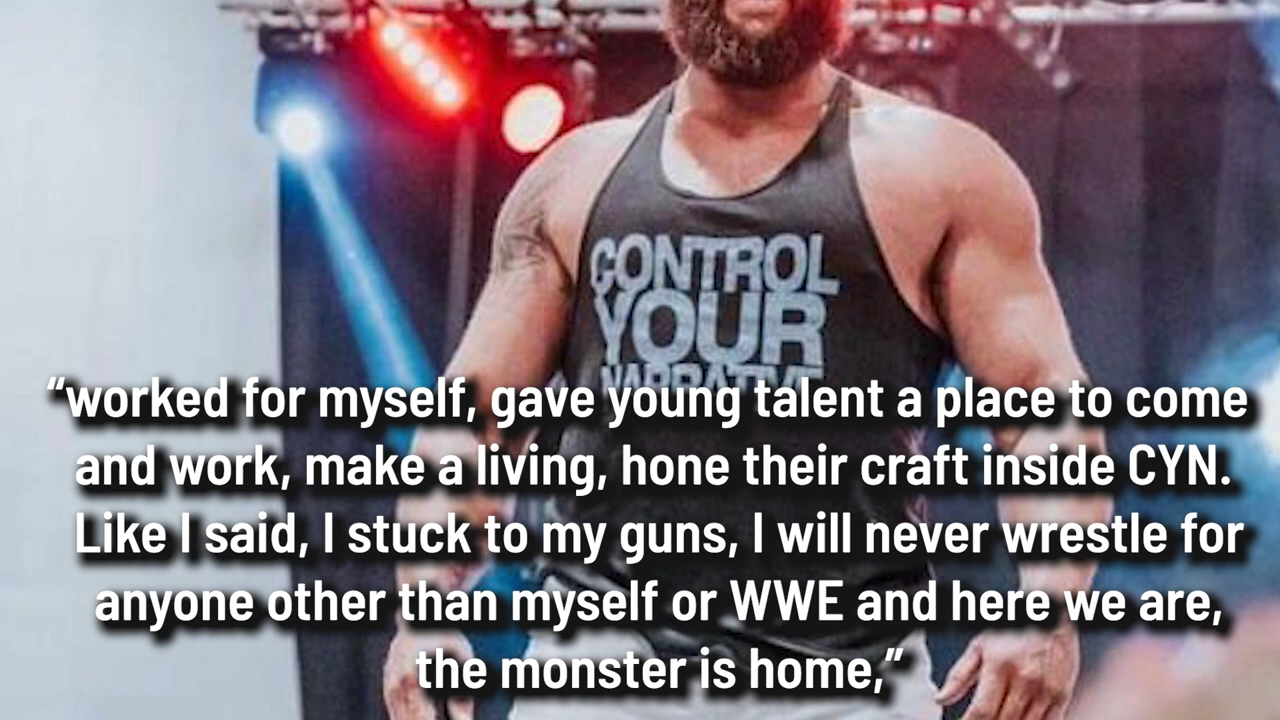 CONTROL
YOUR
NARRATIVE
“worked for myself, gave young talent a place to come
and work, make a living, hone their craft inside CYN.
Like I said, I stuck to my guns, I will never wrestle for
anyone other than myself or WWE and here we are,
the monster is home,”